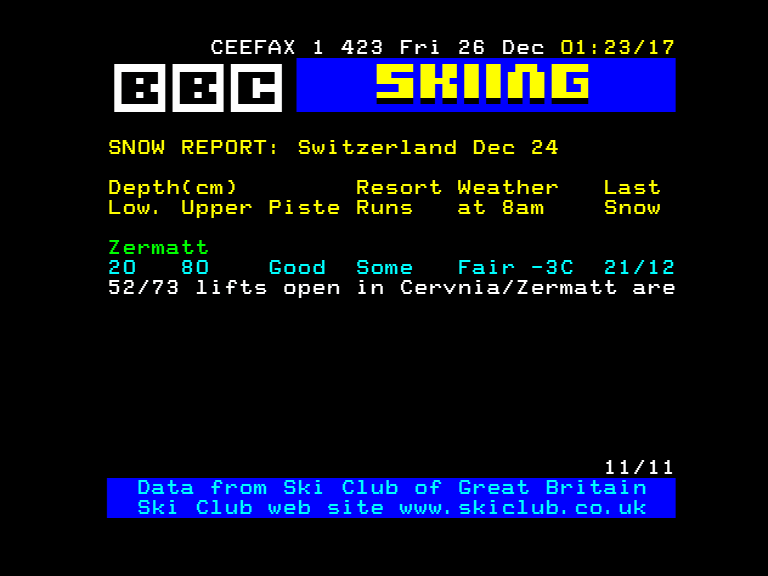 CEEFAX 1 423 Fri 26 Dec 01:23/17
BBC SKIING
SNOW REPORT: Switzerland Dec 24
Depth(cm) Resort Weather Last
Low. Upper Piste Runs at 8am Snow
Zermatt
20 80 Good Some Fair -3C 21/12
52/73 lifts open in Cervnia/Zermatt are
11/11
Data from Ski Club of Great Britain
Ski Club web site www.skiclub.co.uk